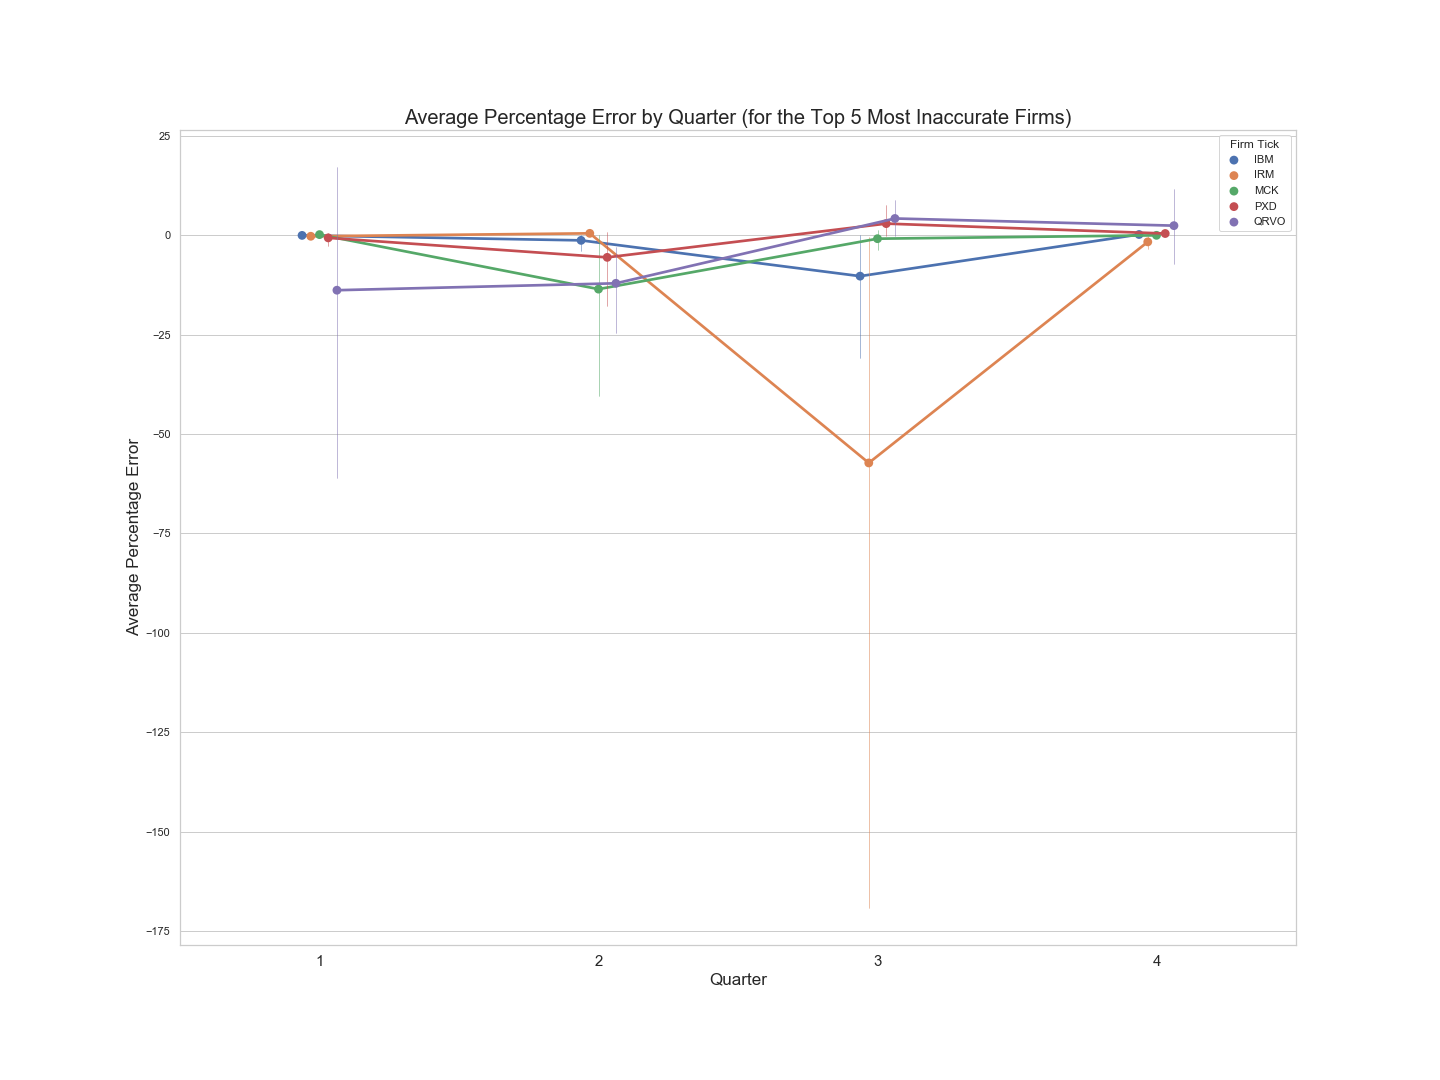 Average Percentage Error by Quarter (for the Top 5 Most Inaccurate Firms)
Firm Tick
IBM
IRM
MCK
PXD
QRVO
25
0
−25
−50
−75
−100
−125
−150
−175
Average Percentage Error
1 2 3 4
Quarter